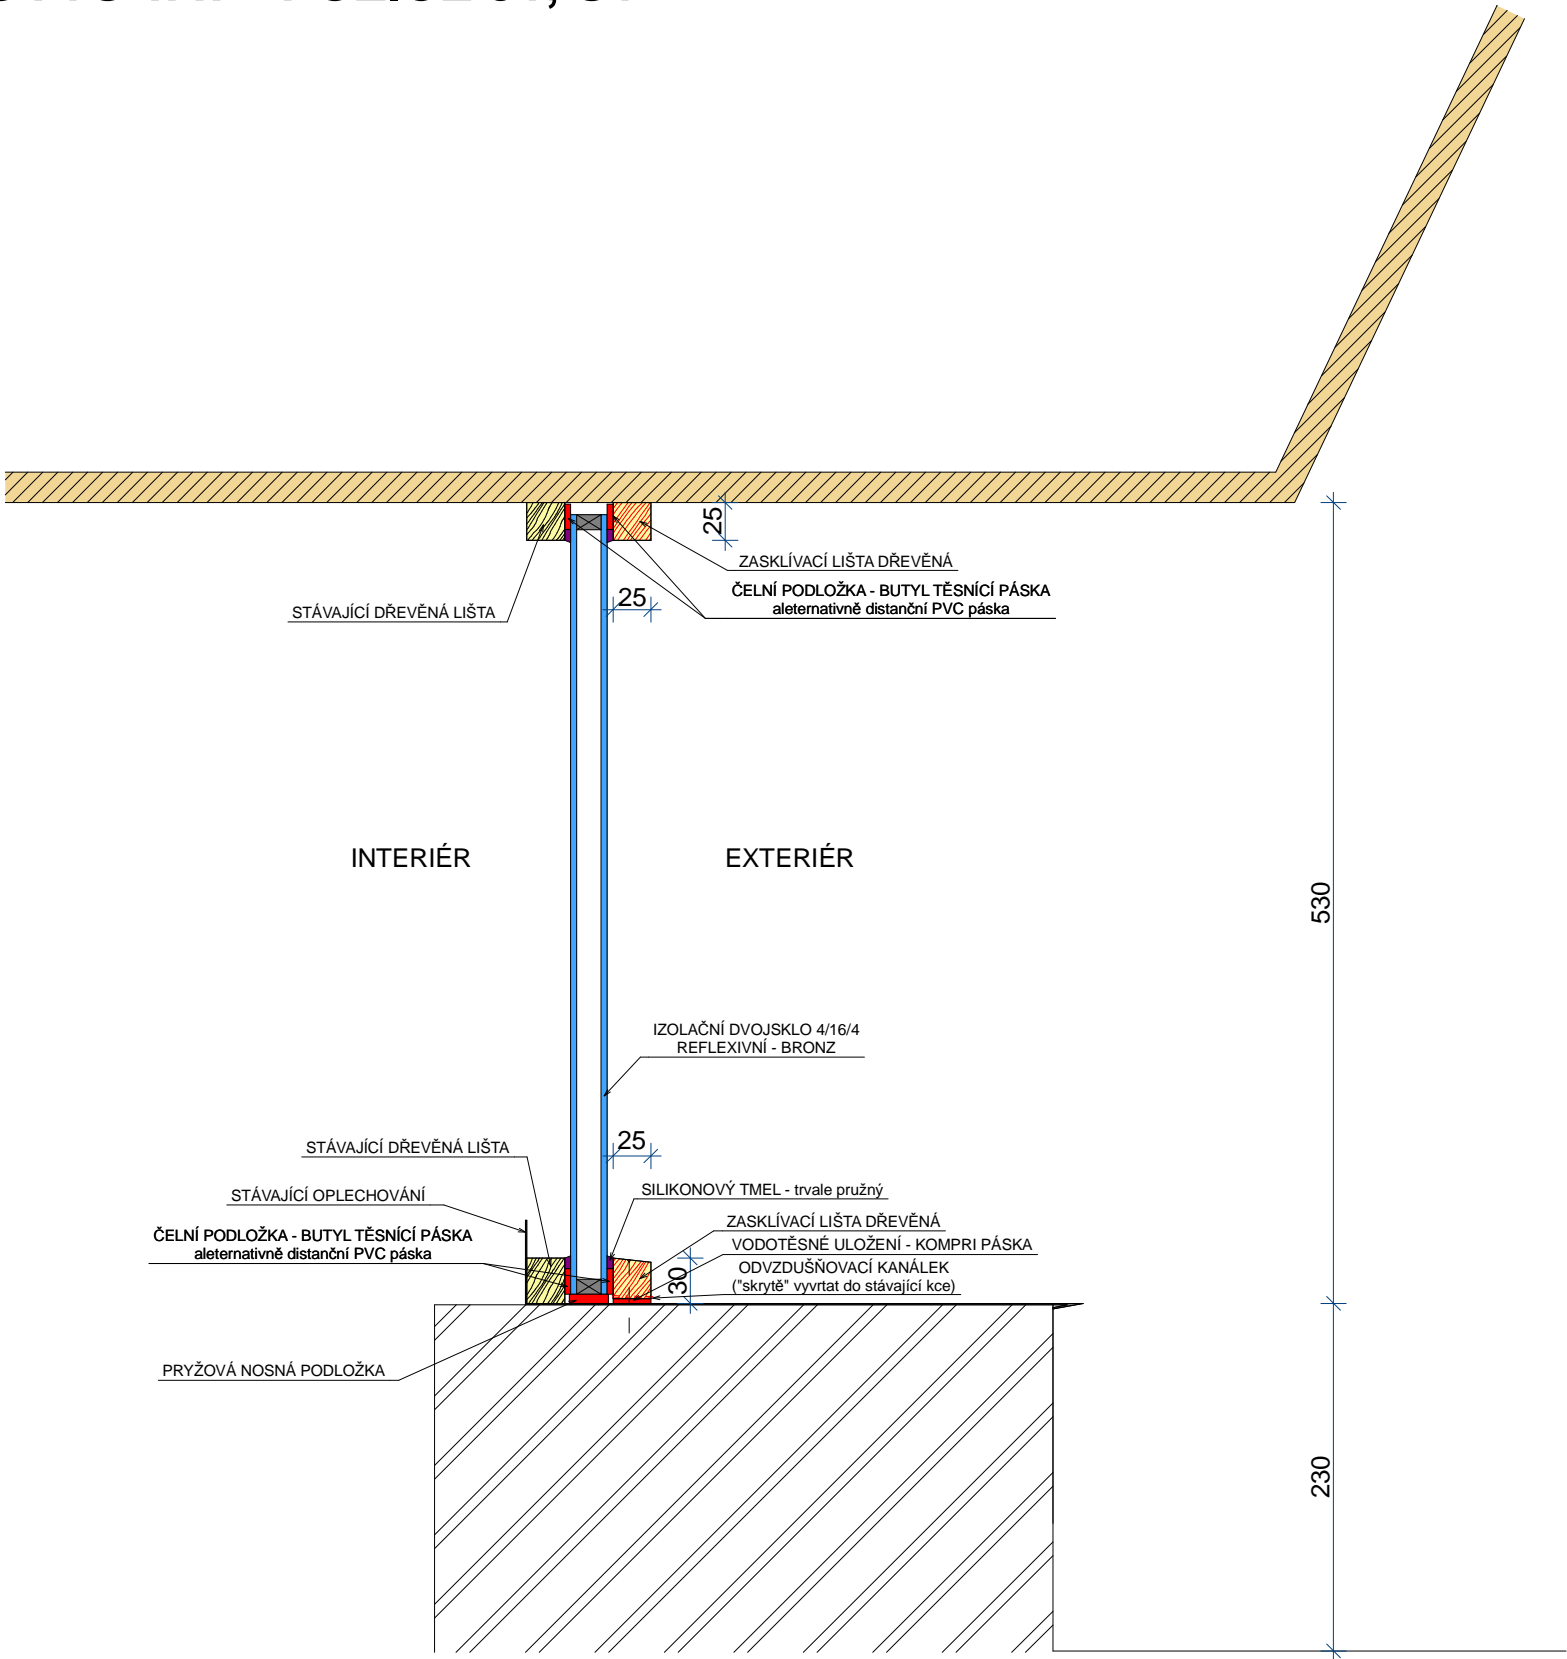 25
ZASKLÍVACÍ LIŠTA DŘEVĚNÁ
ČELNÍ PODLOŽKA - BUTYL TĚSNÍCÍ PÁSKA
aleternativně distanční PVC páska
25
STÁVAJÍCÍ DŘEVĚNÁ LIŠTA
INTERIÉR
EXTERIÉR
530
IZOLAČNÍ DVOJSKLO 4/16/4
REFLEXIVNÍ - BRONZ
25
STÁVAJÍCÍ DŘEVĚNÁ LIŠTA
SILIKONOVÝ TMEL - trvale pružný
STÁVAJÍCÍ OPLECHOVÁNÍ
ZASKLÍVACÍ LIŠTA DŘEVĚNÁ
ČELNÍ PODLOŽKA - BUTYL TĚSNÍCÍ PÁSKA
aleternativně distanční PVC páska
VODOTĚSNÉ ULOŽENÍ - KOMPRI PÁSKA
ODVZDUŠŇOVACÍ KANÁLEK
("skrytě" vyvrtat do stávající kce)
30
PRYŽOVÁ NOSNÁ PODLOŽKA
230